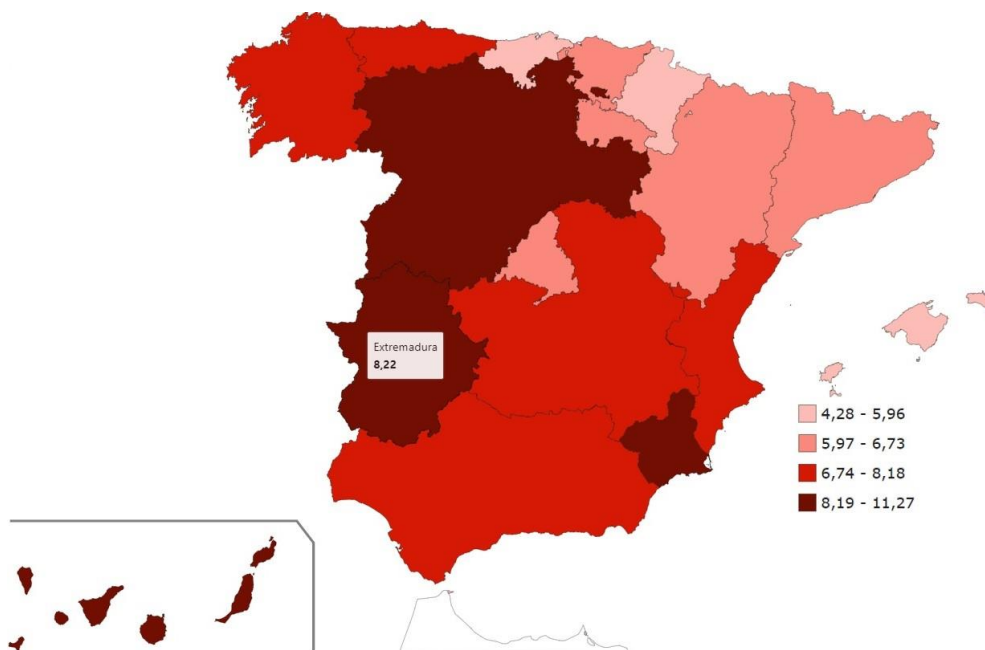 Extremadura
8,22
4,28 - 5,96
5,97 - 6,73
6,74 - 8,18
8,19 - 11,27